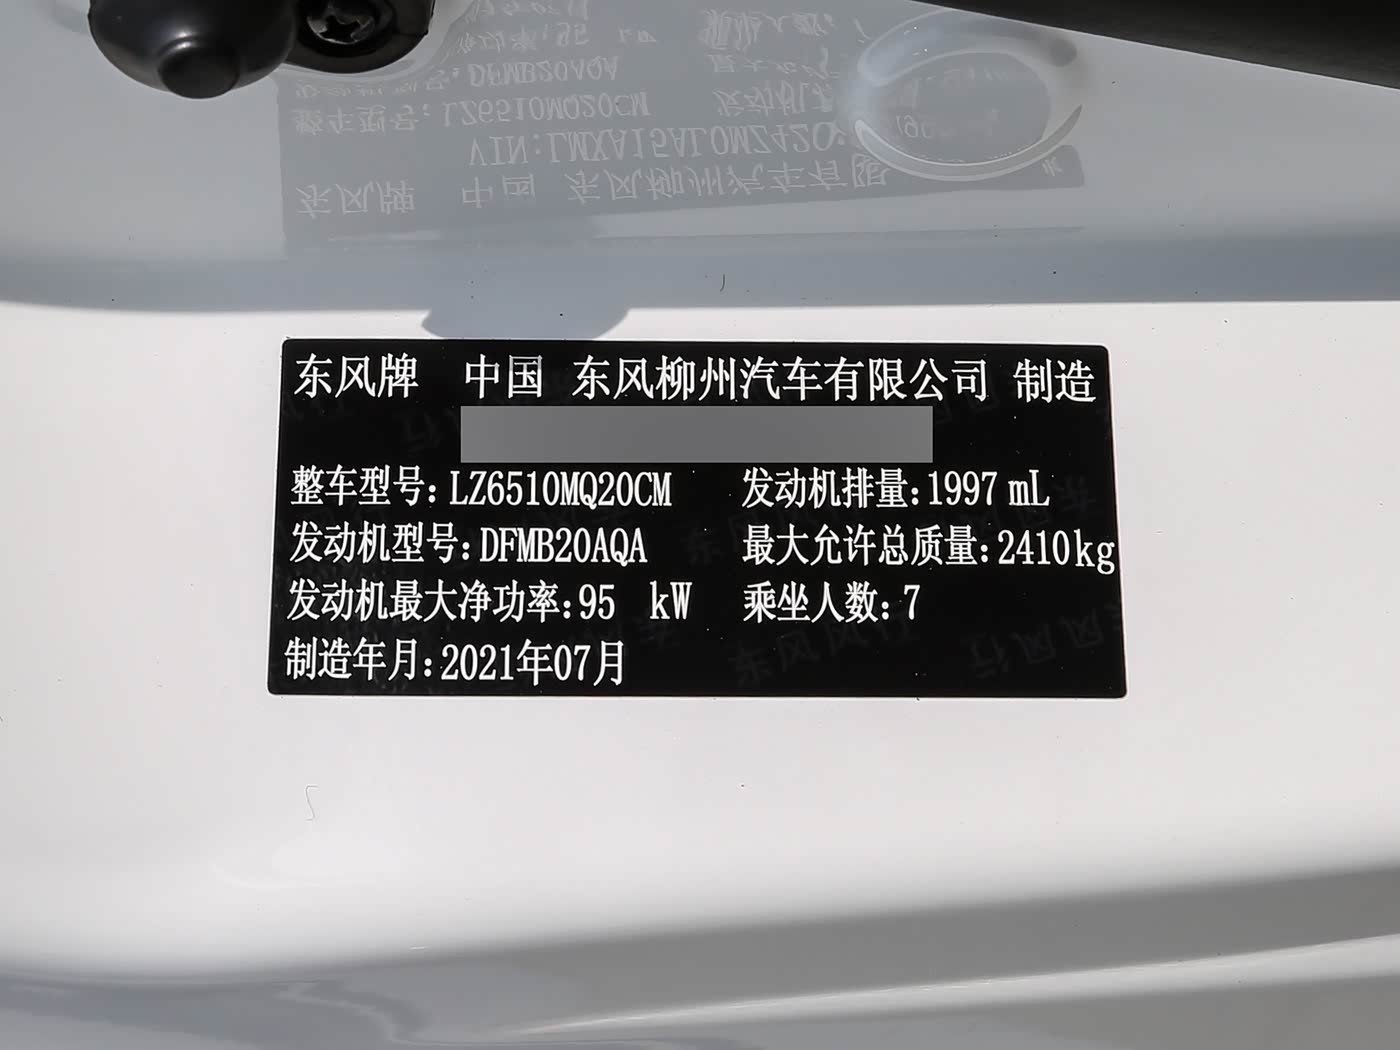 东风牌 中国 东风柳州汽车有限公司 制造
整车型号: LZ6510MQ20CM 发动机排量: 1997 mL
发动机型号: DFMB20AQA 最大允许总质量: 2410kg
发动机最大净功率: 95 kW 乘坐人数: 7
制造年月: 2021年07月